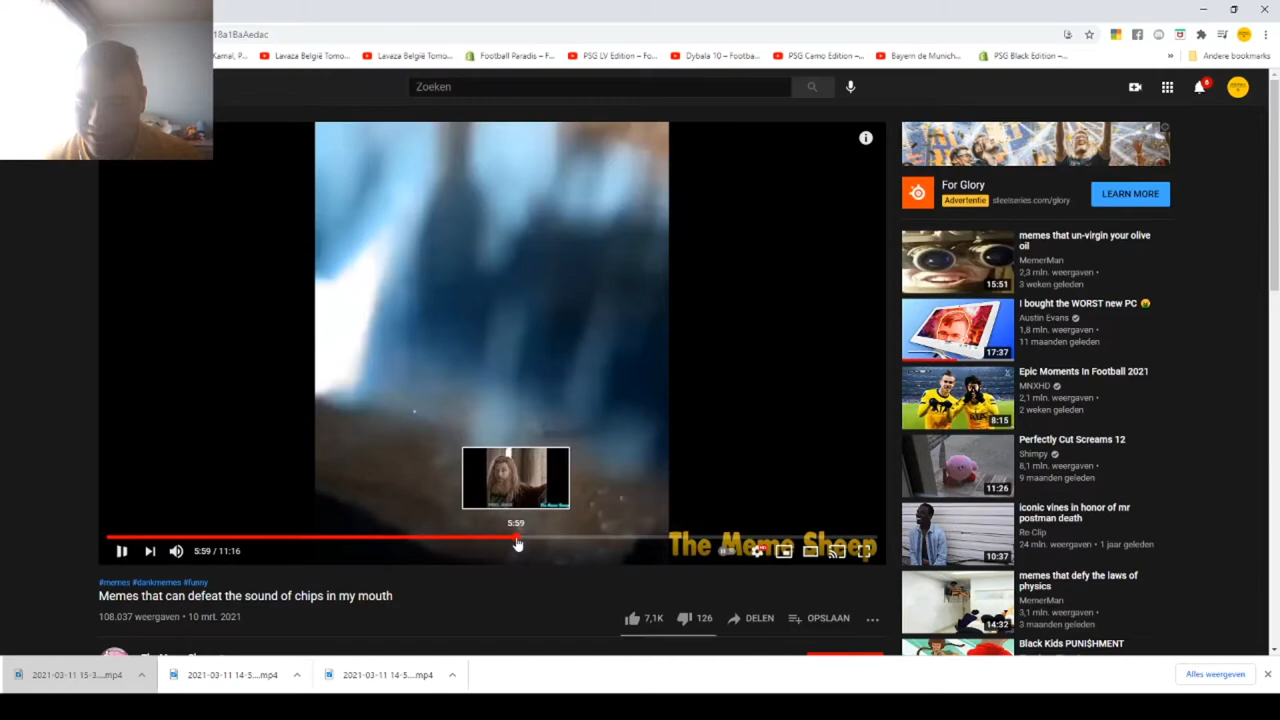 18a1BaAedac
Kamal, P...
Lavaza België Tomo...
Lavaza België Tomo...
Football Paradis – F...
PSG LV Edition – Fo...
Dybala 10 – Footba...
PSG Camo Edition –...
Bayern de Munich...
PSG Black Edition –...
»
Andere bookmarks
Zoeken
6
For Glory
Advertentie steelseries.com/glory
LEARN MORE
memes that un-virgin your olive
oil
MemerMan
2,3 mln. weergaven •
3 weken geleden
15:51
I bought the WORST new PC
Austin Evans
1,8 mln. weergaven •
11 maanden geleden
17:37
Epic Moments In Football 2021
MNXHD
2,1 mln. weergaven •
2 weken geleden
8:15
Perfectly Cut Screams 12
Shimpy
8,1 mln. weergaven •
9 maanden geleden
11:26
iconic vines in honor of mr
postman death
Re Clip
24 mln. weergaven • 1 jaar geleden
10:37
memes that defy the laws of
physics
MemerMan
3,1 mln. weergaven •
3 maanden geleden
14:32
Black Kids PUNI$HMENT
5:59
The Meme Sheep
5:59 / 11:16
#memes #dankmemes #funny
Memes that can defeat the sound of chips in my mouth
108.037 weergaven • 10 mrt. 2021
7,1K
126
DELEN
OPSLAAN
2021-03-11 15-3....mp4
2021-03-11 14-5....mp4
2021-03-11 14-5....mp4
Alles weergeven